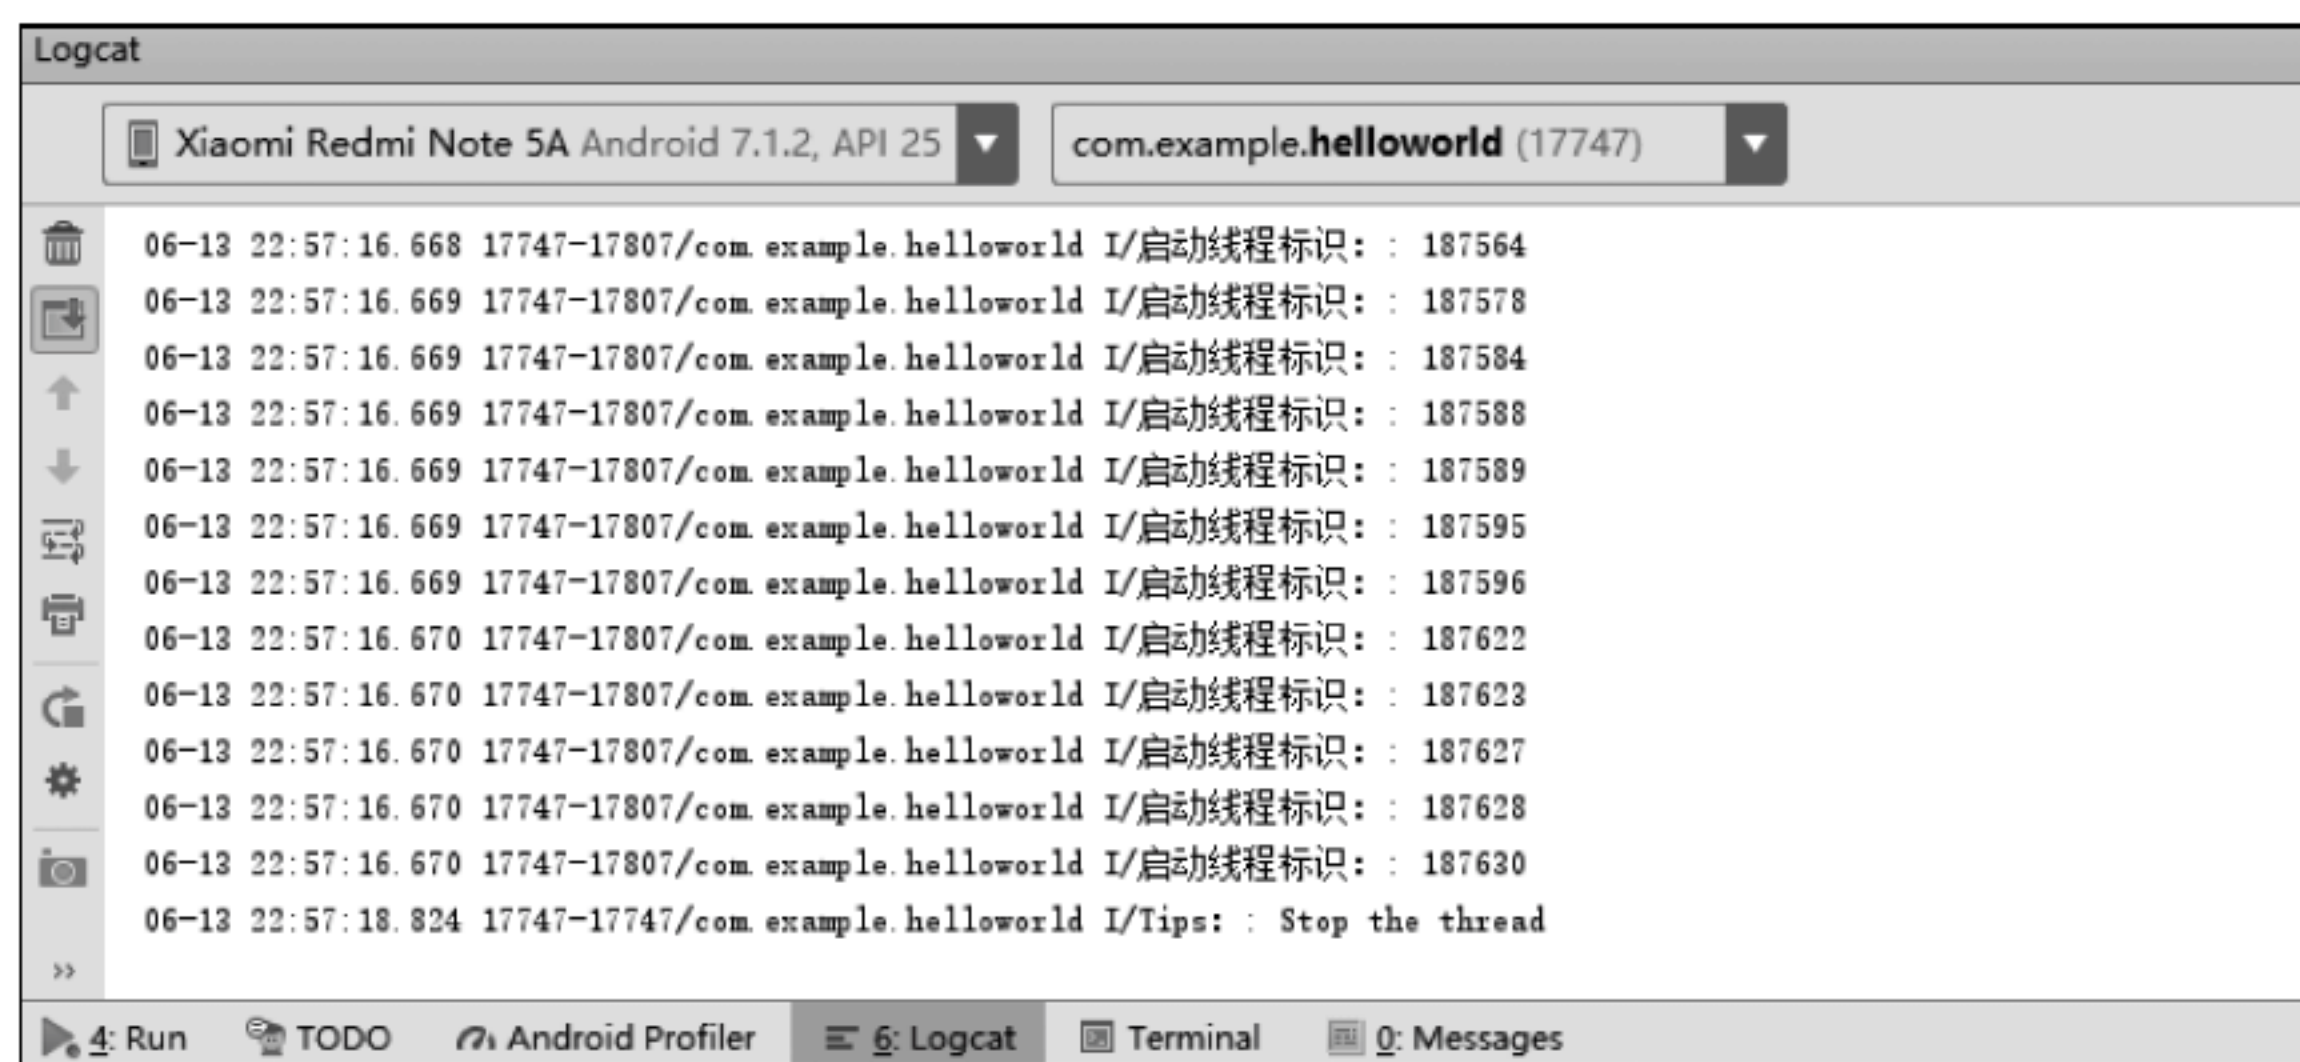 Logcat
Xiaomi Redmi Note 5A Android 7.1.2, API 25 com.example.helloworld (17747)
06-13 22:57:16.668 17747-17807/com.example.helloworld I/启动线程标识：: 187564
06-13 22:57:16.669 17747-17807/com.example.helloworld I/启动线程标识：: 187578
06-13 22:57:16.669 17747-17807/com.example.helloworld I/启动线程标识：: 187584
06-13 22:57:16.669 17747-17807/com.example.helloworld I/启动线程标识：: 187588
06-13 22:57:16.669 17747-17807/com.example.helloworld I/启动线程标识：: 187589
06-13 22:57:16.669 17747-17807/com.example.helloworld I/启动线程标识：: 187595
06-13 22:57:16.669 17747-17807/com.example.helloworld I/启动线程标识：: 187596
06-13 22:57:16.670 17747-17807/com.example.helloworld I/启动线程标识：: 187622
06-13 22:57:16.670 17747-17807/com.example.helloworld I/启动线程标识：: 187623
06-13 22:57:16.670 17747-17807/com.example.helloworld I/启动线程标识：: 187627
06-13 22:57:16.670 17747-17807/com.example.helloworld I/启动线程标识：: 187628
06-13 22:57:16.670 17747-17807/com.example.helloworld I/启动线程标识：: 187630
06-13 22:57:18.824 17747-17747/com.example.helloworld I/Tips: : Stop the thread
4: Run TODO Android Profiler 6: Logcat Terminal 0: Messages